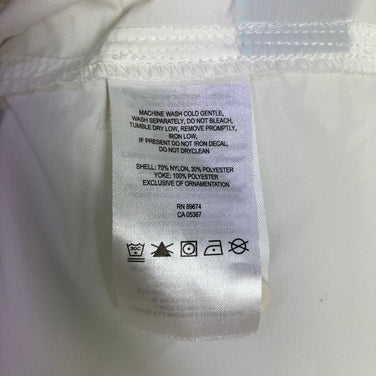 MACHINE WASH COLD GENTLE,
WASH SEPARATELY, DO NOT BLEACH,
TUMBLE DRY LOW, REMOVE PROMPTLY,
IRON LOW,
IF PRESENT DO NOT IRON DECAL,
DO NOT DRYCLEAN
SHELL: 70% NYLON, 30% POLYESTER
YOKE: 100% POLYESTER
EXCLUSIVE OF ORNAMENTATION
RN 89674
CA 05367